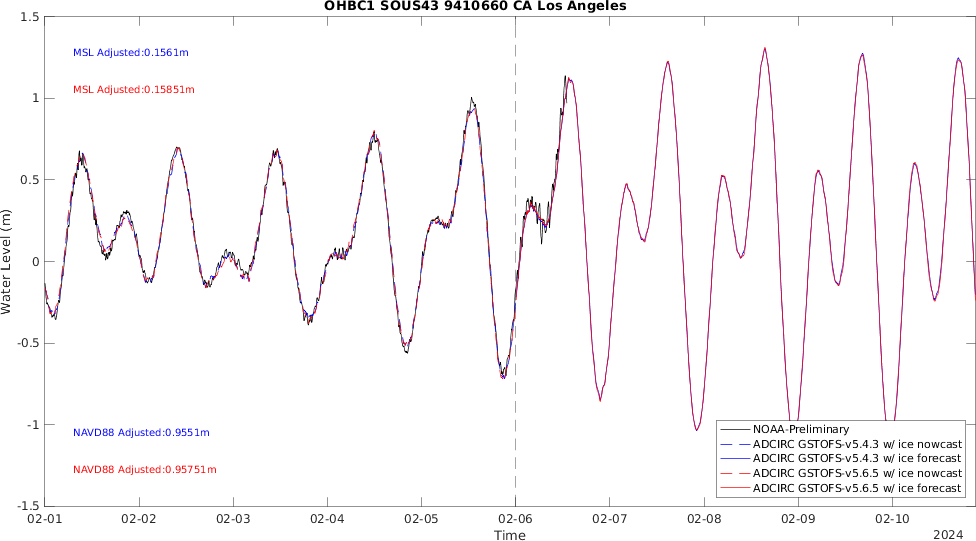 OHBC1 SOUS43 9410660 CA Los Angeles
1.5
MSL Adjusted:0.1561m
1
MSL Adjusted:0.15851m
0.5
Water Level (m)
0
-0.5
-1
NAVD88 Adjusted:0.9551m
NAVD88 Adjusted:0.95751m
-1.5
NOAA-Preliminary
ADCIRC GSTOFS-v5.4.3 w/ ice nowcast
ADCIRC GSTOFS-v5.4.3 w/ ice forecast
ADCIRC GSTOFS-v5.6.5 w/ ice nowcast
ADCIRC GSTOFS-v5.6.5 w/ ice forecast
02-01 02-02 02-03 02-04 02-05 02-06 02-07 02-08 02-09 02-10
Time
2024